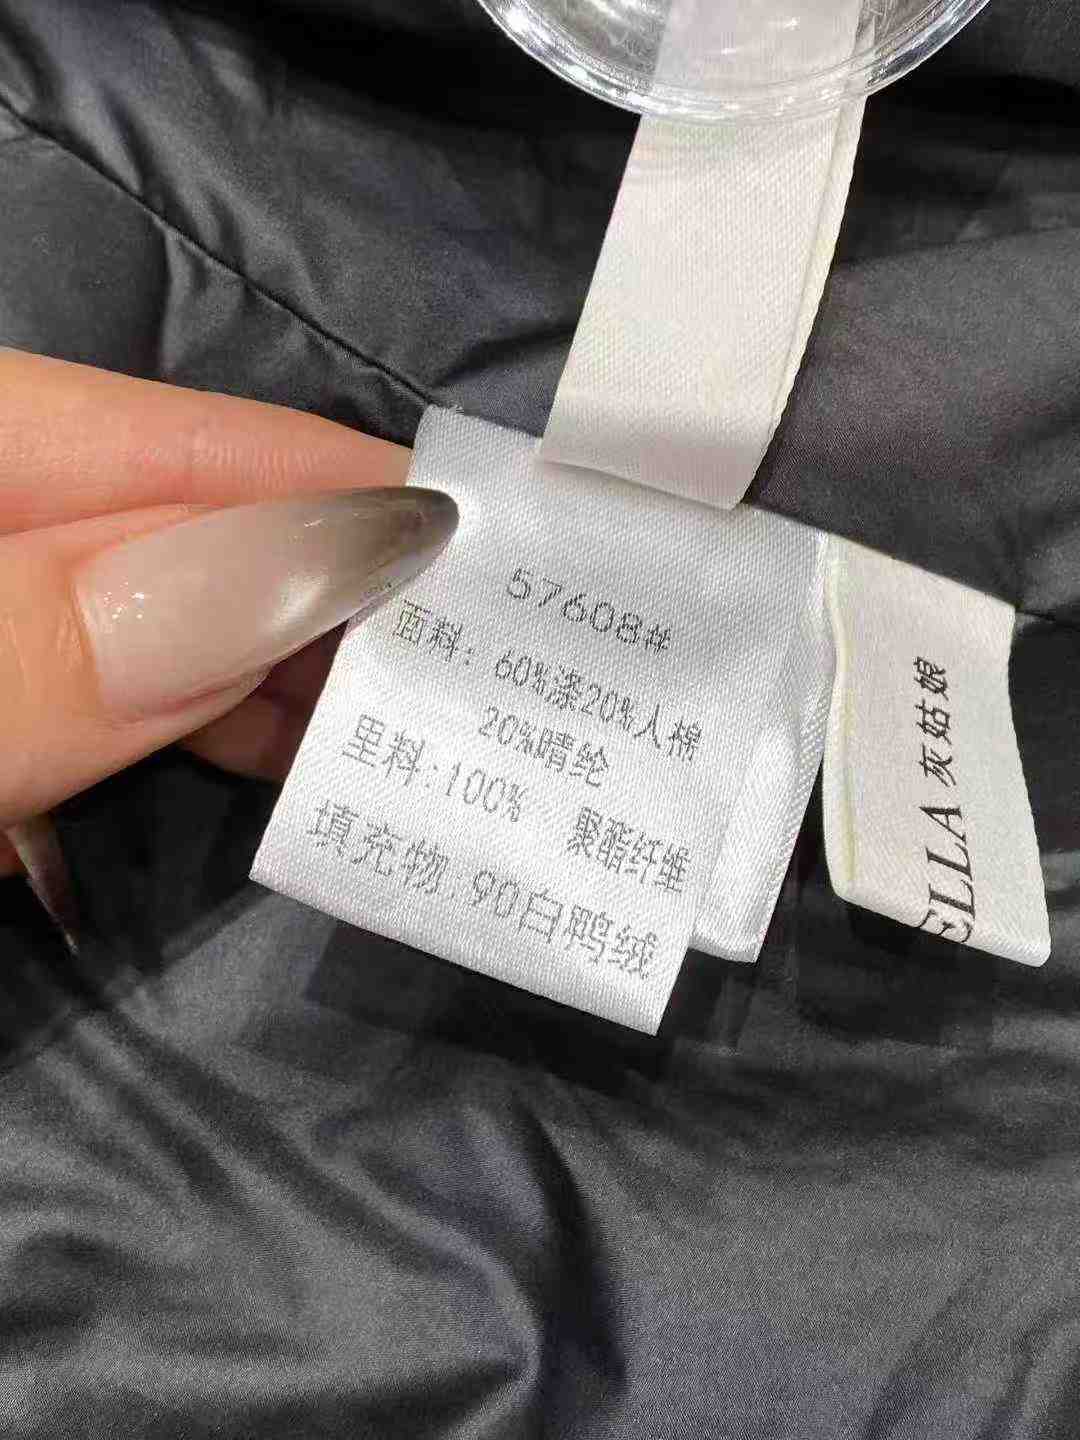 57608#
面料: 60%涤20%人棉
20%晴纶
里料:100% 聚酯纤维
填充物:90白鸭绒
ELLA 灰姑娘